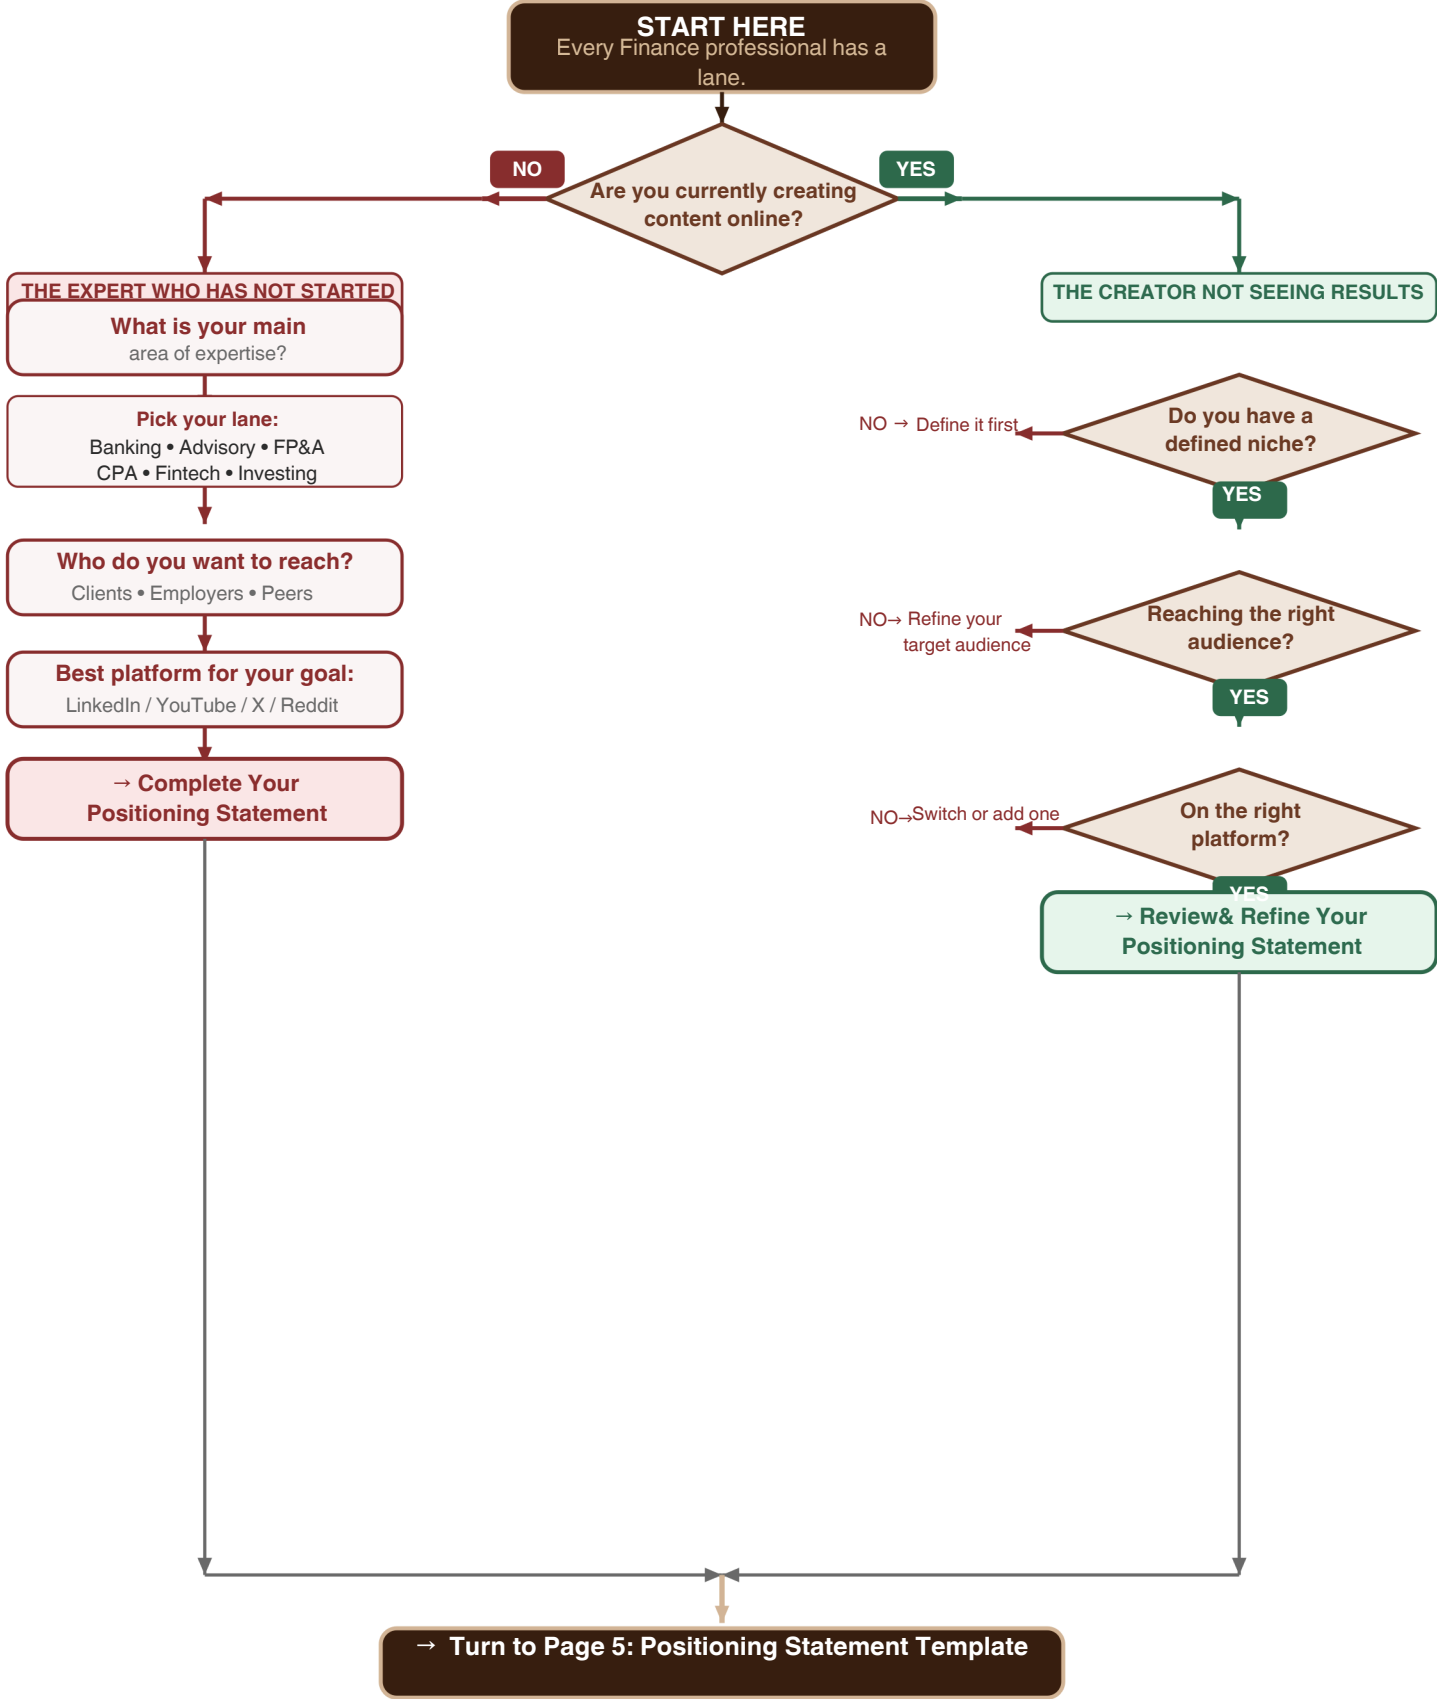 START HERE
Every Finance professional has a
lane.
NO
YES
Are you currently creating
content online?
THE EXPERT WHO HAS NOT STARTED
What is your main
area of expertise?
Pick your lane:
Banking • Advisory • FP&A
CPA • Fintech • Investing
Who do you want to reach?
Clients • Employers • Peers
Best platform for your goal:
LinkedIn / YouTube / X / Reddit
→ Complete Your
Positioning Statement
THE CREATOR NOT SEEING RESULTS
Do you have a
defined niche?
NO → Define it first
YES
Reaching the right
audience?
NO→ Refine your
target audience
YES
On the right
platform?
NO→Switch or add one
YES
→ Review& Refine Your
Positioning Statement
→ Turn to Page 5: Positioning Statement Template